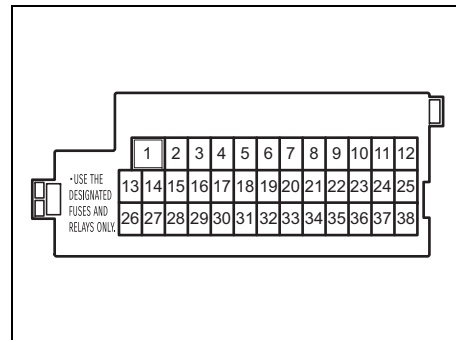 1 2 3 4 5 6 7 8 9 10 11 12
•USE THE
DESIGNATED
FUSES AND
RELAYS ONLY.
13 14 15 16 17 18 19 20 21 22 23 24 25
26 27 28 29 30 31 32 33 34 35 36 37 38